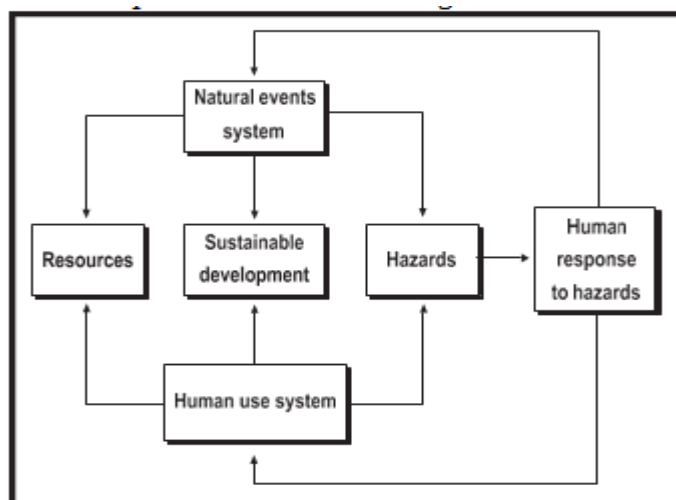 Natural events
system
Resources
Sustainable
development
Hazards
Human
response
to hazards
Human use system